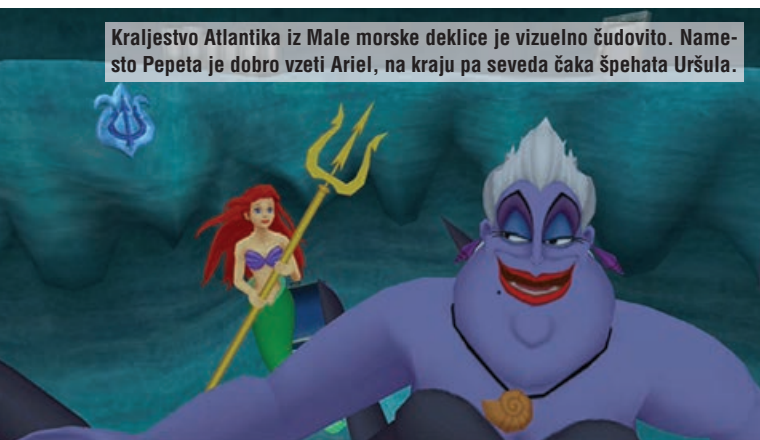 Kraljestvo Atlantika iz Male morske deklice je vizuelno čudovito. Name-
sto Pepeta je dobro vzeti Ariel, na kraju pa seveda čaka špehata Uršula.